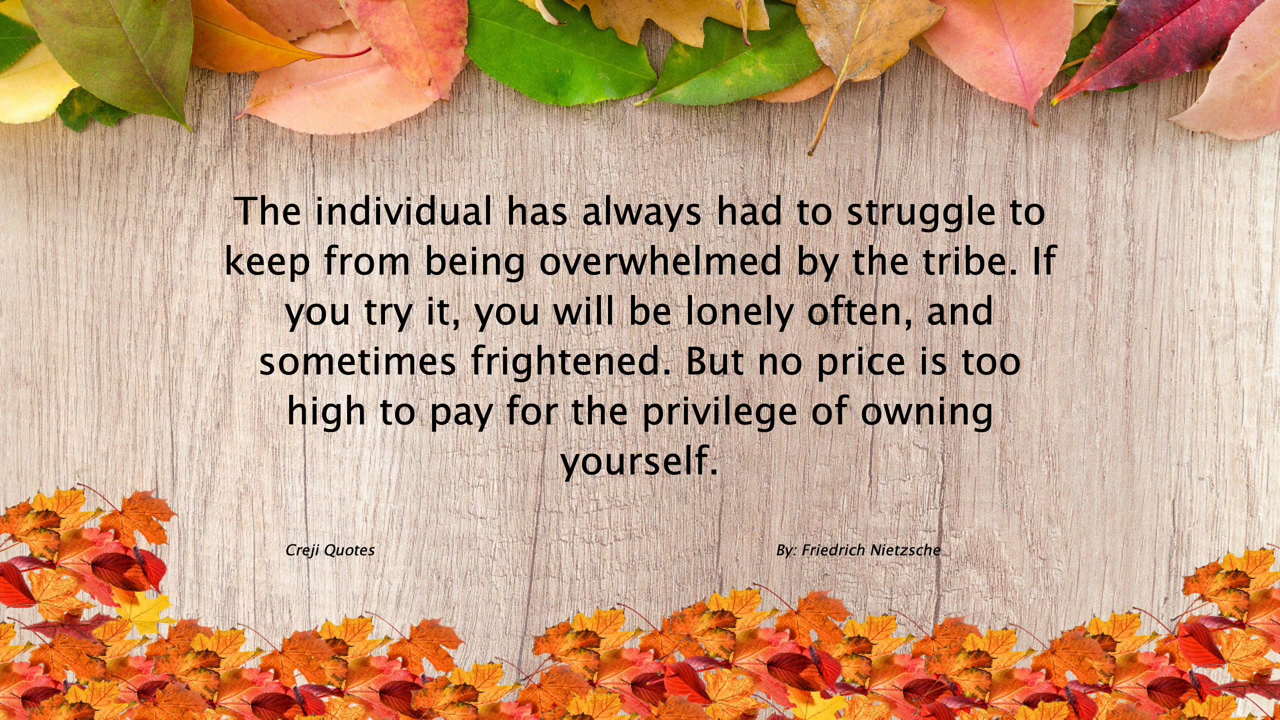 The individual has always had to struggle to
keep from being overwhelmed by the tribe. If
you try it, you will be lonely often, and
sometimes frightened. But no price is too
high to pay for the privilege of owning
yourself.
Creji Quotes
By: Friedrich Nietzsche